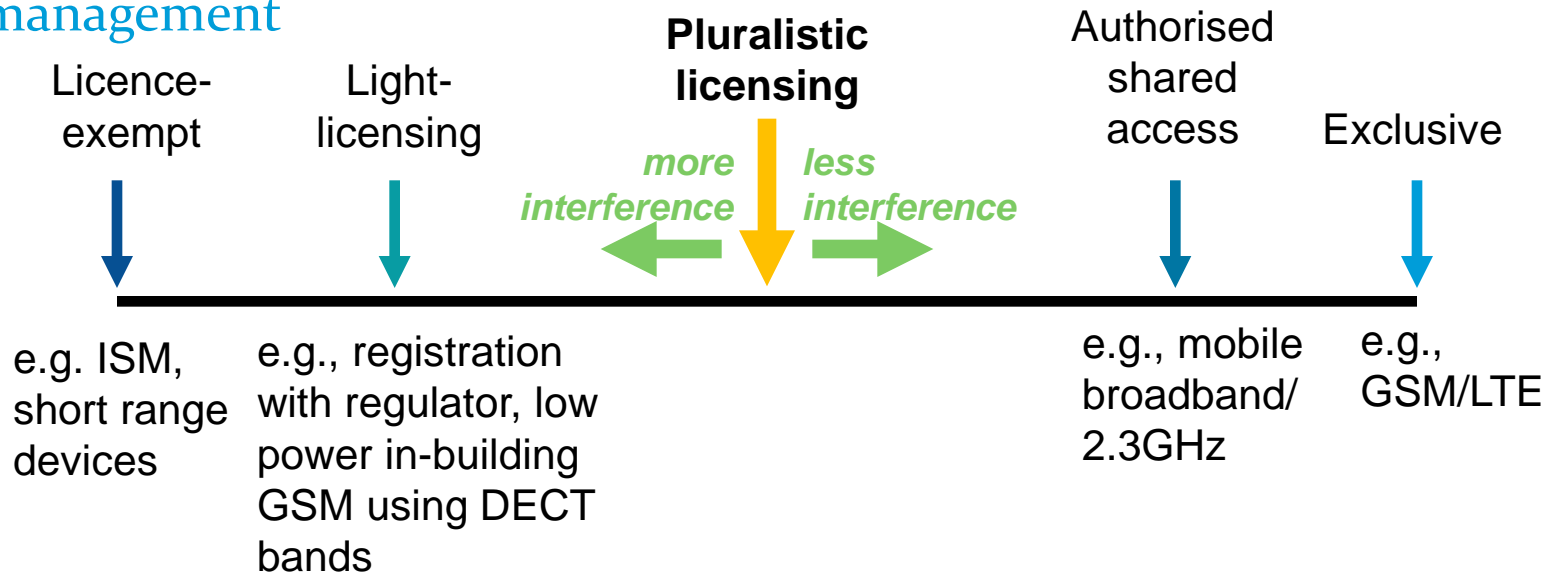 management
Licence-
exempt
Light-
licensing
Pluralistic
licensing
Authorised
shared
access
Exclusive
more
interference
less
interference
e.g. ISM,
short range
devices
e.g., registration
with regulator, low
power in-building
GSM using DECT
bands
e.g., mobile
broadband/
2.3GHz
e.g.,
GSM/LTE